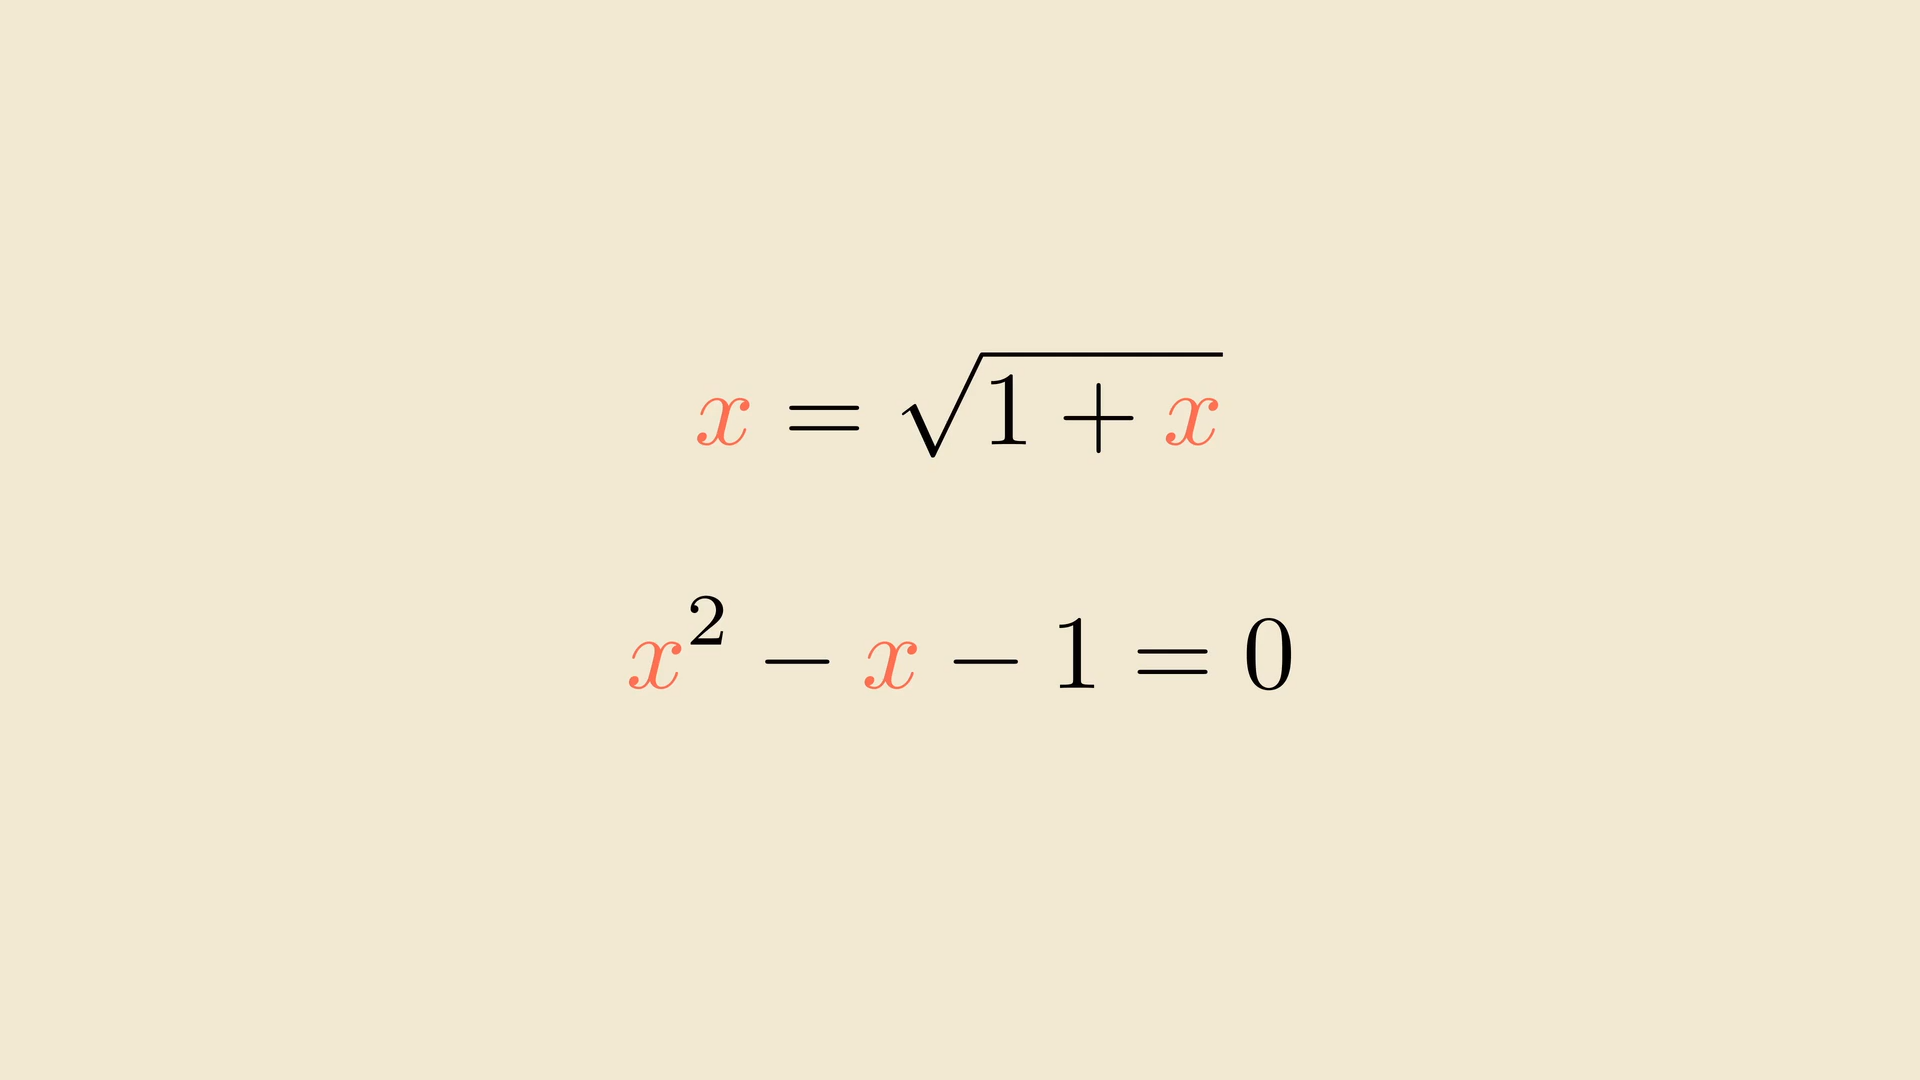 x = √(1 + x)
x² − x − 1 = 0